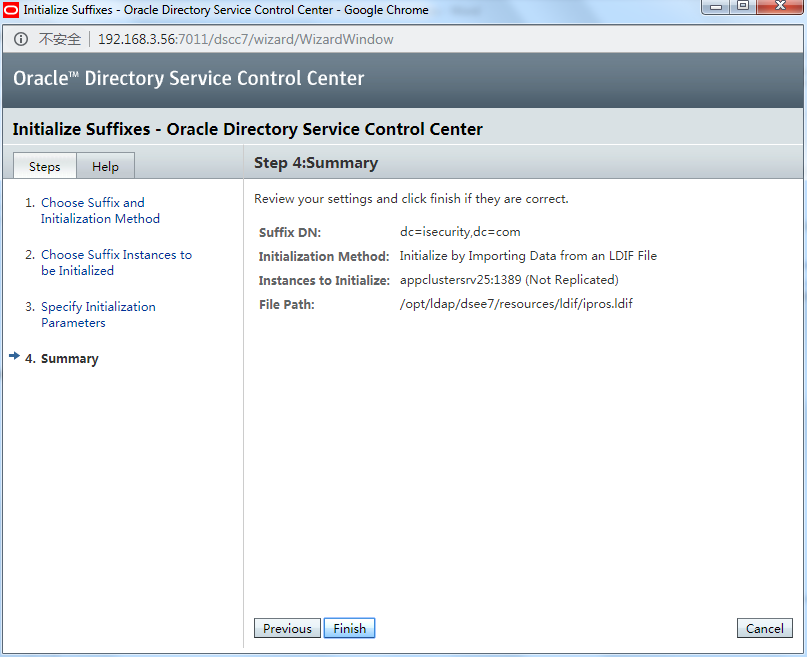 Initialize Suffixes - Oracle Directory Service Control Center - Google Chrome
不安全 192.168.3.56:7011/dscc7/wizard/WizardWindow
Oracle™ Directory Service Control Center
Initialize Suffixes - Oracle Directory Service Control Center
Steps Help
1. Choose Suffix and
Initialization Method
2. Choose Suffix Instances to
be Initialized
3. Specify Initialization
Parameters
4. Summary
Step 4:Summary
Review your settings and click finish if they are correct.
Suffix DN: dc=isecurity,dc=com
Initialization Method: Initialize by Importing Data from an LDIF File
Instances to Initialize: appclustersrv25:1389 (Not Replicated)
File Path: /opt/ldap/dsee7/resources/ldif/ipros.ldif
Previous Finish Cancel